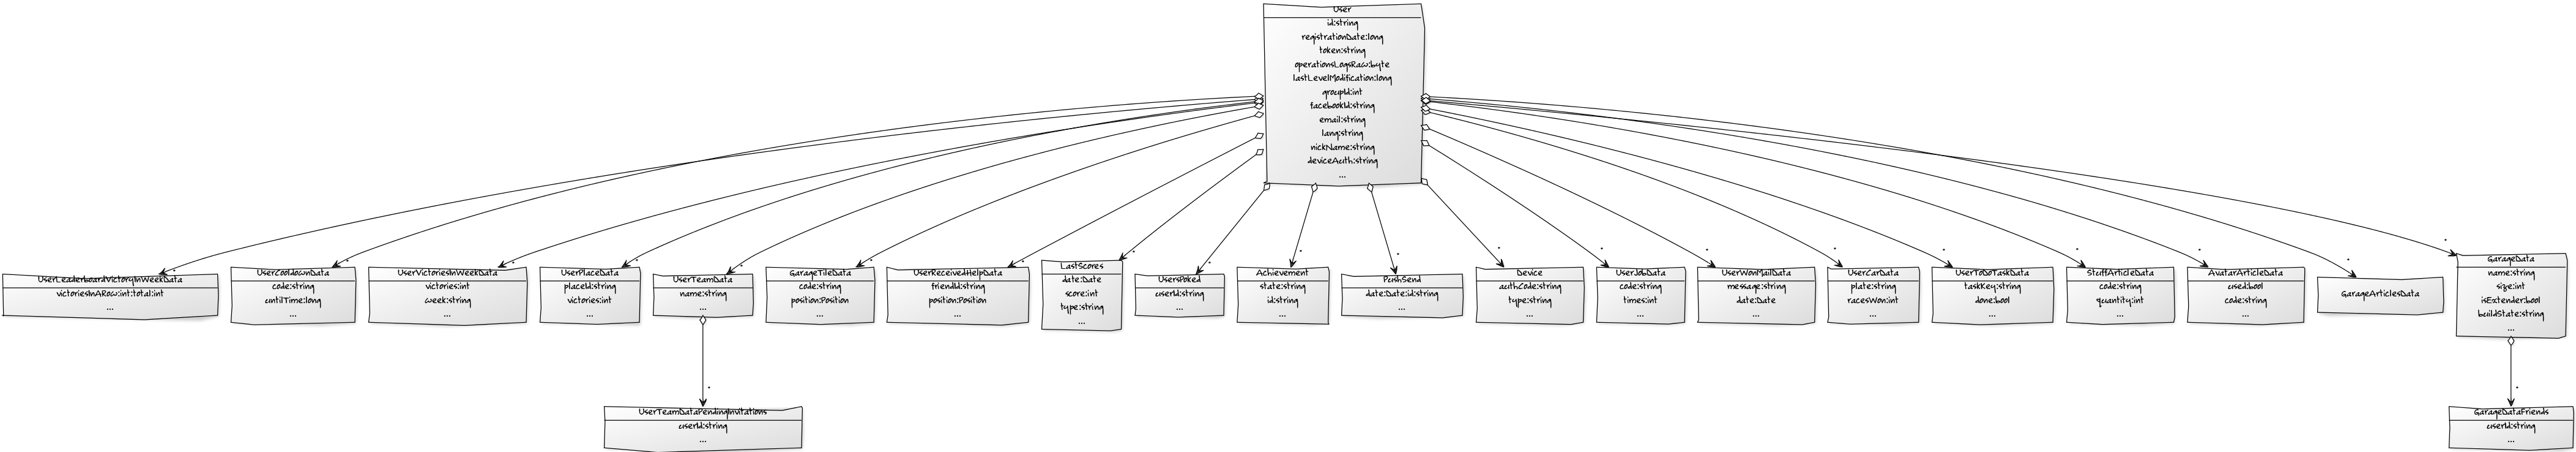 User
id:string
registrationDate:long
token:string
operationsLogsRaw:byte
lastLevelModification:long
groupId:int
facebookId:string
email:string
lang:string
nickName:string
deviceAuth:string
...
UserLeaderboardVictoryInWeekData
victoriesInARow:int:total:int
...
UserCooldownData
code:string
untilTime:long
...
UserVictoriesInWeekData
victories:int
week:string
...
UserPlaceData
placeId:string
victories:int
...
UserTeamData
name:string
...
GarageTileData
code:string
position:Position
...
UserReceivedHelpData
friendId:string
position:Position
...
LastScores
date:Date
score:int
type:string
...
UsersPoked
userId:string
...
Achievement
state:string
id:string
...
PushSend
date:Date:id:string
...
Device
authCode:string
type:string
...
UserJobData
code:string
times:int
...
UserWonMailData
message:string
date:Date
...
UserCarData
plate:string
racesWon:int
...
UserToDoTaskData
taskKey:string
done:bool
...
StuffArticleData
code:string
quantity:int
...
AvatarArticleData
used:bool
code:string
...
GarageArticlesData
GarageData
name:string
size:int
isExtender:bool
buildState:string
...
UserTeamDataPendingInvitations
userId:string
...
GarageDataFriends
userId:string
...